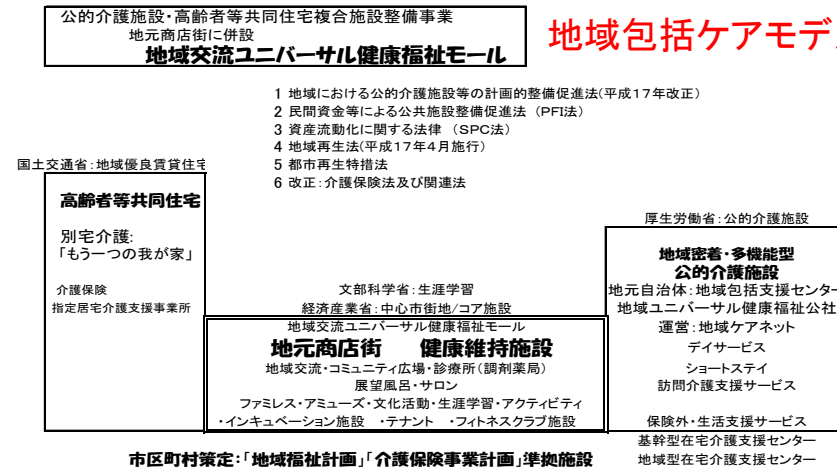 公的介護施設・高齢者等共同住宅複合施設整備事業
地元商店街に併設
地域交流ユニバーサル健康福祉モール
地域包括ケアモデ
1 地域における公的介護施設等の計画的整備促進法(平成17年改正)
2 民間資金等による公共施設整備促進法 (PFI法)
3 資産流動化に関する法律 (SPC法)
4 地域再生法(平成17年4月施行)
5 都市再生特措法
6 改正:介護保険法及び関連法
国土交通省:地域優良賃貸住宅
高齢者等共同住宅
別宅介護:
「もう一つの我が家」
介護保険
指定居宅介護支援事業所
文部科学省:生涯学習
経済産業省:中心市街地/コア施設
地域交流ユニバーサル健康福祉モール
地元商店街 健康維持施設
地域交流・コミュニティ広場・診療所(調剤薬局)
展望風呂・サロン
ファミレス・アミューズ・文化活動・生涯学習・アクティビティ
・インキュベーション施設 ・テナント ・フィトネスクラブ施設
厚生労働省:公的介護施設
地域密着・多機能型
公的介護施設
地元自治体:地域包括支援センター
地域ユニバーサル健康福祉公社
運営:地域ケアネット
デイサービス
ショートステイ
訪問介護支援サービス
保険外・生活支援サービス
基幹型在宅介護支援センター
地域型在宅介護支援センター
市区町村策定:「地域福祉計画」「介護保険事業計画」準拠施設